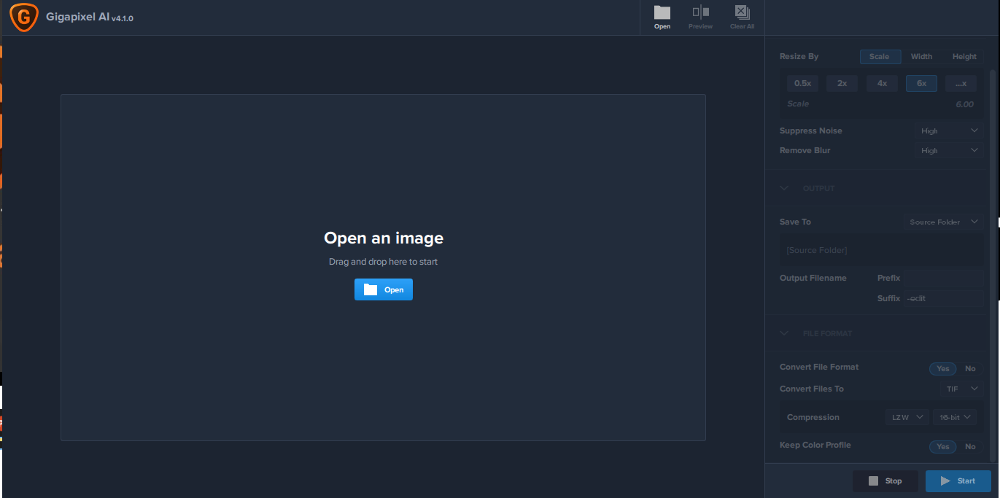 G Gigapixel AI v4.1.0
Open Preview Clear All
Open an image
Drag and drop here to start
Open
Resize By Scale Width Height
0.5x 2x 4x 6x ...x
Scale 6.00
Suppress Noise High
Remove Blur High
OUTPUT
Save To Source Folder
[Source Folder]
Output Filename Prefix
Suffix -edit
FILE FORMAT
Convert File Format Yes No
Convert Files To TIF
Compression LZW 16-bit
Keep Color Profile Yes No
Stop Start